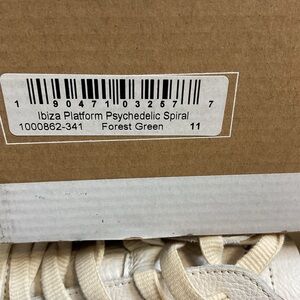 1 90471 03257 7
Ibiza Platform Psychedelic Spiral
1000862-341 Forest Green 11